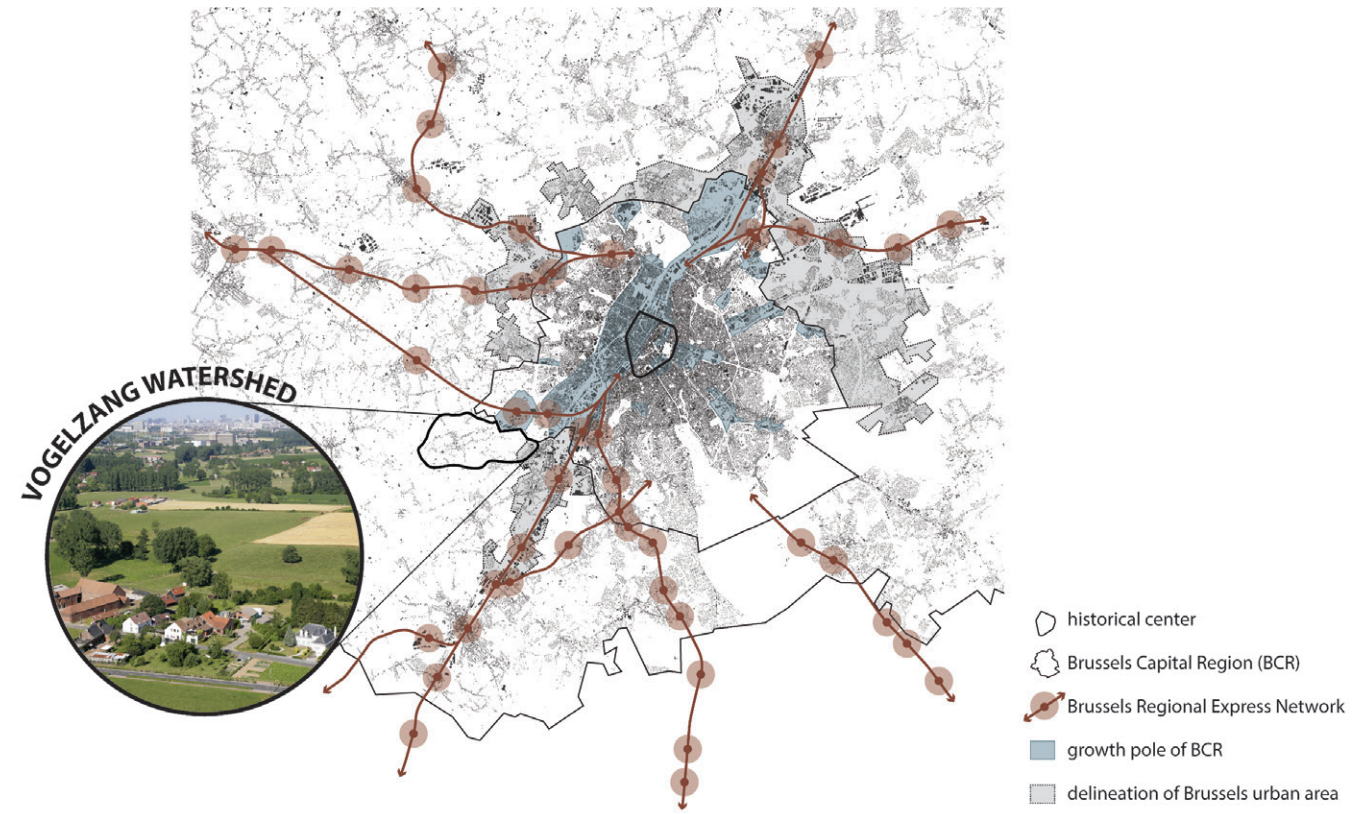 VOGELZANG WATERSHED
historical center
Brussels Capital Region (BCR)
Brussels Regional Express Network
growth pole of BCR
delineation of Brussels urban area